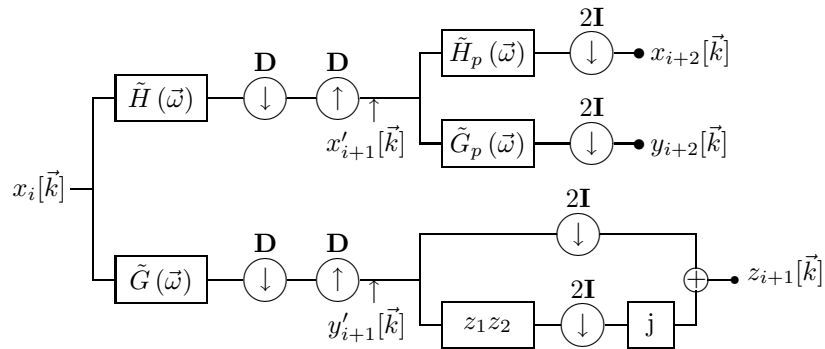 2I
D D H̃_p (ω⃗) ↓ x_{i+2}[k⃗]
H̃ (ω⃗) ↓ ↑
x′_{i+1}[k⃗] 2I
G̃_p (ω⃗) ↓ y_{i+2}[k⃗]
x_i[k⃗]
2I
D D ↓
G̃ (ω⃗) ↓ ↑ + z_{i+1}[k⃗]
y′_{i+1}[k⃗] 2I
z_1z_2 ↓ j